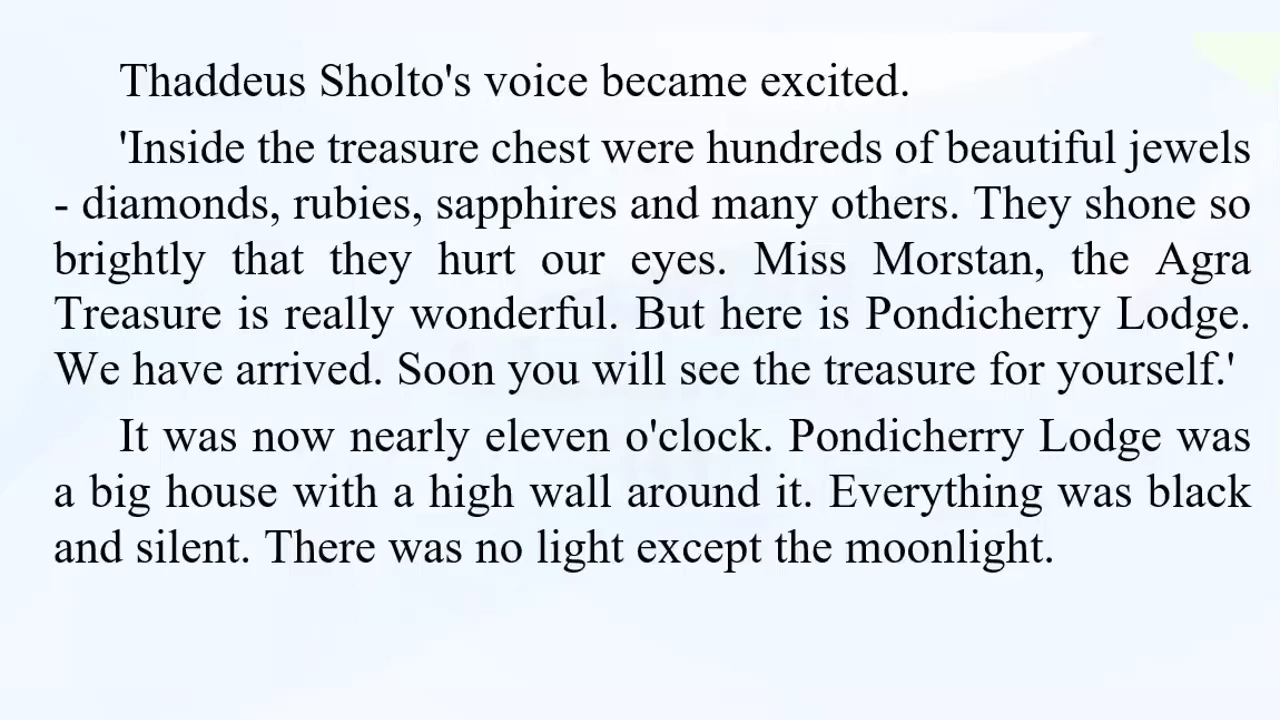 Thaddeus Sholto's voice became excited.
'Inside the treasure chest were hundreds of beautiful jewels
- diamonds, rubies, sapphires and many others. They shone so
brightly that they hurt our eyes. Miss Morstan, the Agra
Treasure is really wonderful. But here is Pondicherry Lodge.
We have arrived. Soon you will see the treasure for yourself.'
It was now nearly eleven o'clock. Pondicherry Lodge was
a big house with a high wall around it. Everything was black
and silent. There was no light except the moonlight.